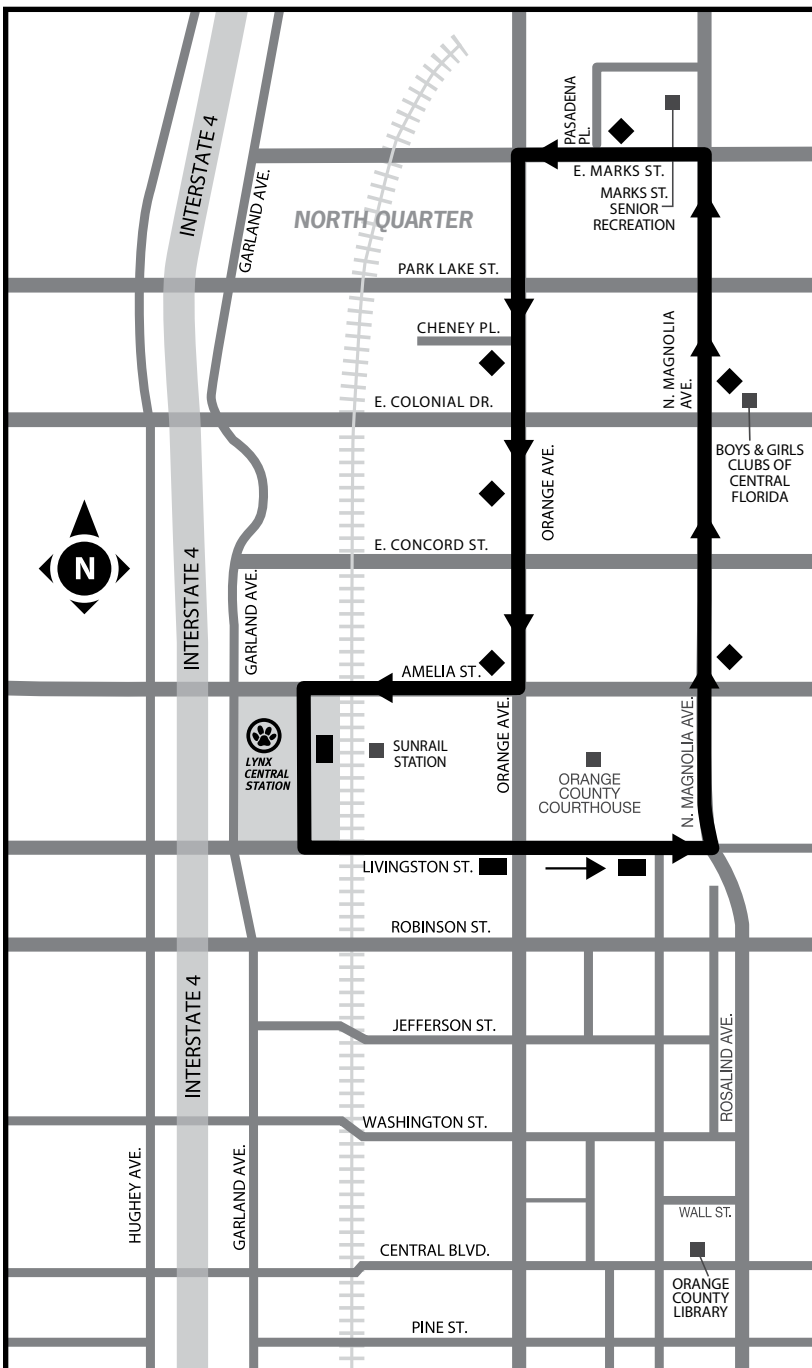 PASADENA
PL.
INTERSTATE 4
GARLAND AVE.
E. MARKS ST.
MARKS ST.
SENIOR
RECREATION
NORTH QUARTER
PARK LAKE ST.
CHENEY PL.
N. MAGNOLIA
AVE.
E. COLONIAL DR.
ORANGE AVE.
BOYS & GIRLS
CLUBS OF
CENTRAL
FLORIDA
E. CONCORD ST.
N
INTERSTATE 4
GARLAND AVE.
AMELIA ST.
LYNX
CENTRAL
STATION
SUNRAIL
STATION
ORANGE AVE.
ORANGE
COUNTY
COURTHOUSE
N. MAGNOLIA AVE.
LIVINGSTON ST.
ROBINSON ST.
INTERSTATE 4
JEFFERSON ST.
ROSALIND AVE.
WASHINGTON ST.
HUGHEY AVE.
GARLAND AVE.
WALL ST.
CENTRAL BLVD.
ORANGE
COUNTY
LIBRARY
PINE ST.